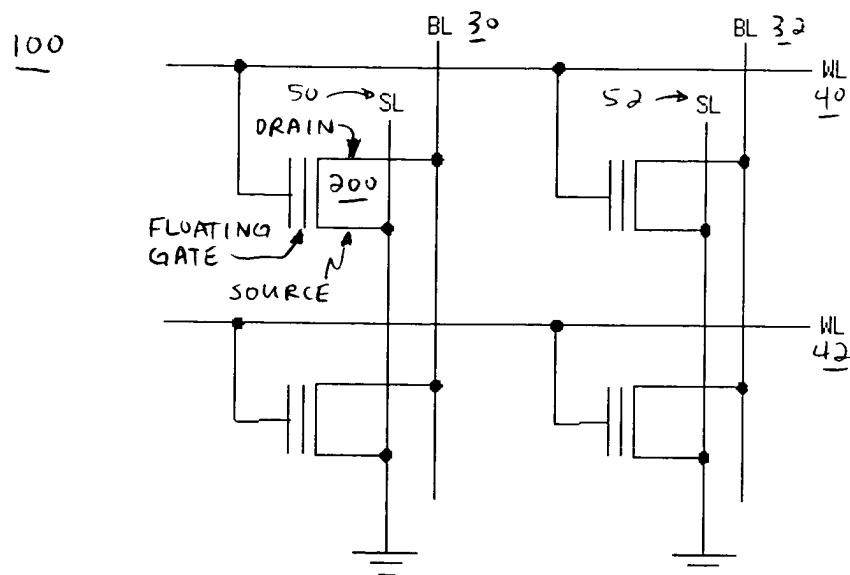 100
BL 30
BL 32
WL
40
50 SL
52 SL
DRAIN
200
FLOATING
GATE
SOURCE
WL
42